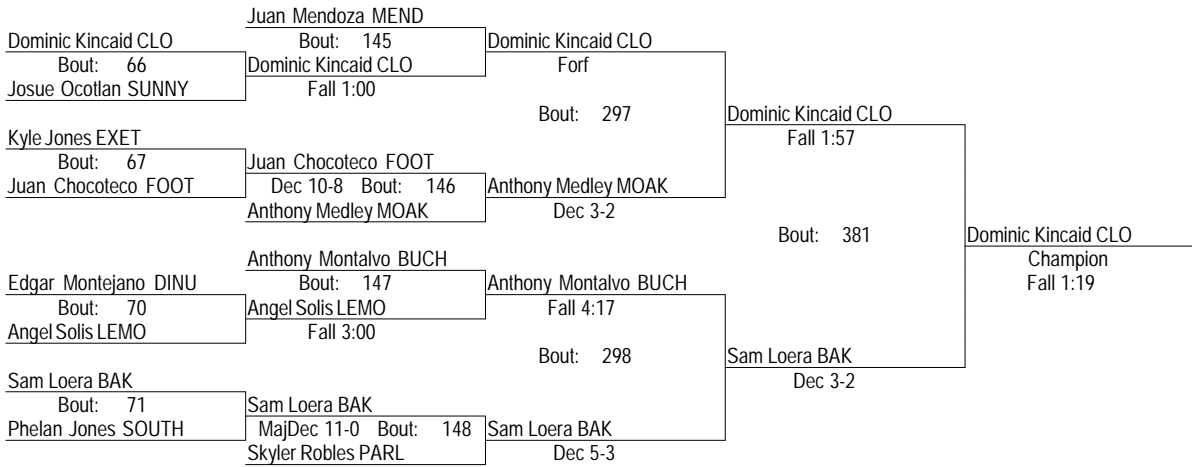 Juan Mendoza MEND
Dominic Kincaid CLO
Bout: 145
Dominic Kincaid CLO
Bout: 66
Dominic Kincaid CLO
Forf
Josue Ocotlan SUNNY
Fall 1:00
Bout: 297
Dominic Kincaid CLO
Kyle Jones EXET
Fall 1:57
Bout: 67
Juan Chocoteco FOOT
Juan Chocoteco FOOT
Dec 10-8 Bout: 146
Anthony Medley MOAK
Anthony Medley MOAK
Dec 3-2
Bout: 381
Dominic Kincaid CLO
Anthony Montalvo BUCH
Champion
Edgar Montejano DINU
Bout: 147
Anthony Montalvo BUCH
Fall 1:19
Bout: 70
Angel Solis LEMO
Fall 4:17
Angel Solis LEMO
Fall 3:00
Bout: 298
Sam Loera BAK
Sam Loera BAK
Dec 3-2
Bout: 71
Sam Loera BAK
Phelan Jones SOUTH
MajDec 11-0 Bout: 148
Sam Loera BAK
Skyler Robles PARL
Dec 5-3